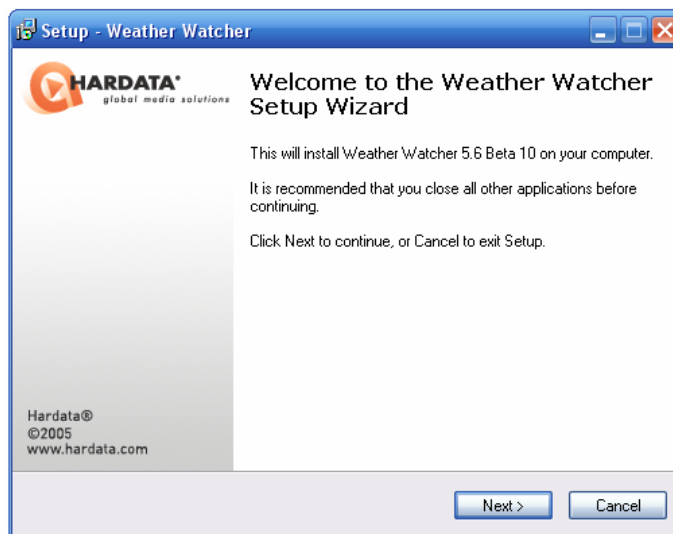 Setup - Weather Watcher
HARDATA
global media solutions
Welcome to the Weather Watcher
Setup Wizard
This will install Weather Watcher 5.6 Beta 10 on your computer.
It is recommended that you close all other applications before
continuing.
Click Next to continue, or Cancel to exit Setup.
Hardata®
©2005
www.hardata.com
Next >
Cancel